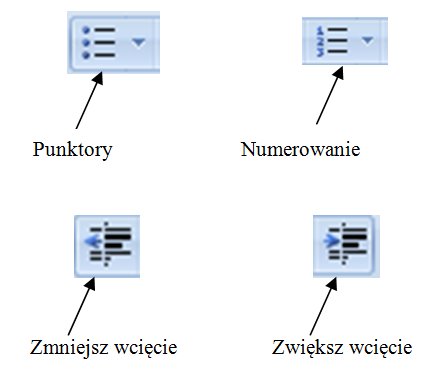 Punktory
Numerowanie
Zmniejsz wcięcie
Zwiększ wcięcie